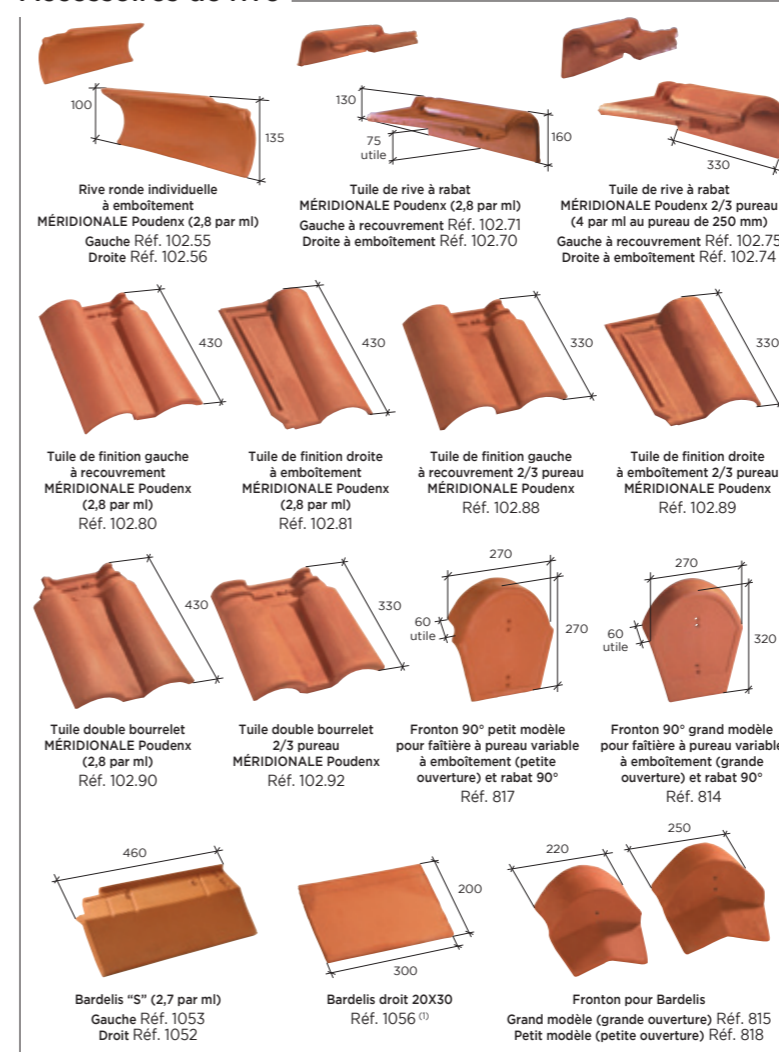 100
135
Rive ronde individuelle
à emboîtement
MÉRIDIONALE Poudenx (2,8 par ml)
Gauche Réf. 102.55
Droite Réf. 102.56
130
75
utile
160
Tuile de rive à rabat
MÉRIDIONALE Poudenx (2,8 par ml)
Gauche à recouvrement Réf. 102.71
Droite à emboîtement Réf. 102.70
330
Tuile de rive à rabat
MÉRIDIONALE Poudenx 2/3 pureau
(4 par ml au pureau de 250 mm)
Gauche à recouvrement Réf. 102.75
Droite à emboîtement Réf. 102.74
430
Tuile de finition gauche
à recouvrement
MÉRIDIONALE Poudenx
(2,8 par ml)
Réf. 102.80
430
Tuile de finition droite
à emboîtement
MÉRIDIONALE Poudenx
(2,8 par ml)
Réf. 102.81
330
Tuile de finition gauche
à recouvrement 2/3 pureau
MÉRIDIONALE Poudenx
Réf. 102.88
330
Tuile de finition droite
à emboîtement 2/3 pureau
MÉRIDIONALE Poudenx
Réf. 102.89
430
Tuile double bourrelet
MÉRIDIONALE Poudenx
(2,8 par ml)
Réf. 102.90
330
Tuile double bourrelet
2/3 pureau
MÉRIDIONALE Poudenx
Réf. 102.92
270
60
utile
270
Fronton 90° petit modèle
pour faîtière à pureau variable
à emboîtement (petite
ouverture) et rabat 90°
Réf. 817
270
60
utile
320
Fronton 90° grand modèle
pour faîtière à pureau variable
à emboîtement (grande
ouverture) et rabat 90°
Réf. 814
460
Bardelis “S” (2,7 par ml)
Gauche Réf. 1053
Droit Réf. 1052
200
300
Bardelis droit 20X30
Réf. 1056 (1)
220
250
Fronton pour Bardelis
Grand modèle (grande ouverture) Réf. 815
Petit modèle (petite ouverture) Réf. 818